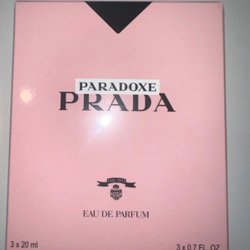 PARADOXE
PRADA
EAU DE PARFUM
3 x 20 ml
3 x 0.7 FL. OZ